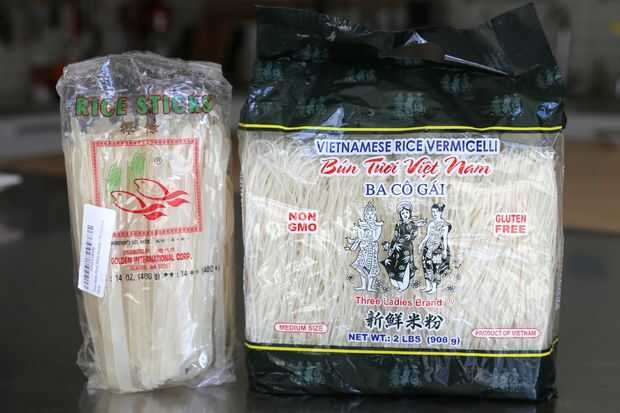 RICE STICKS
®
GOLDEN INTERNATIONAL CORP.
14 OZ. (400 g)
VIETNAMESE RICE VERMICELLI
Bún Tươi Việt Nam
BA CÔ GÁI
NON
GMO
GLUTEN
FREE
Three Ladies Brand
新鮮米粉
MEDIUM SIZE
PRODUCT OF VIETNAM
NET WT.: 2 LBS (908 g)